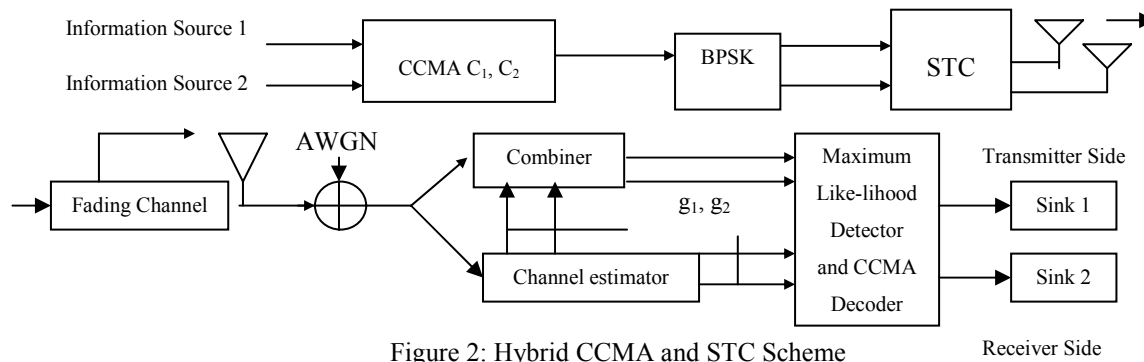 Information Source 1
Information Source 2
CCMA C₁, C₂
BPSK
STC
AWGN
Fading Channel
Combiner
g₁, g₂
Channel estimator
Maximum
Like-lihood
Detector
and CCMA
Decoder
Transmitter Side
Sink 1
Sink 2
Receiver Side
Figure 2: Hybrid CCMA and STC Scheme